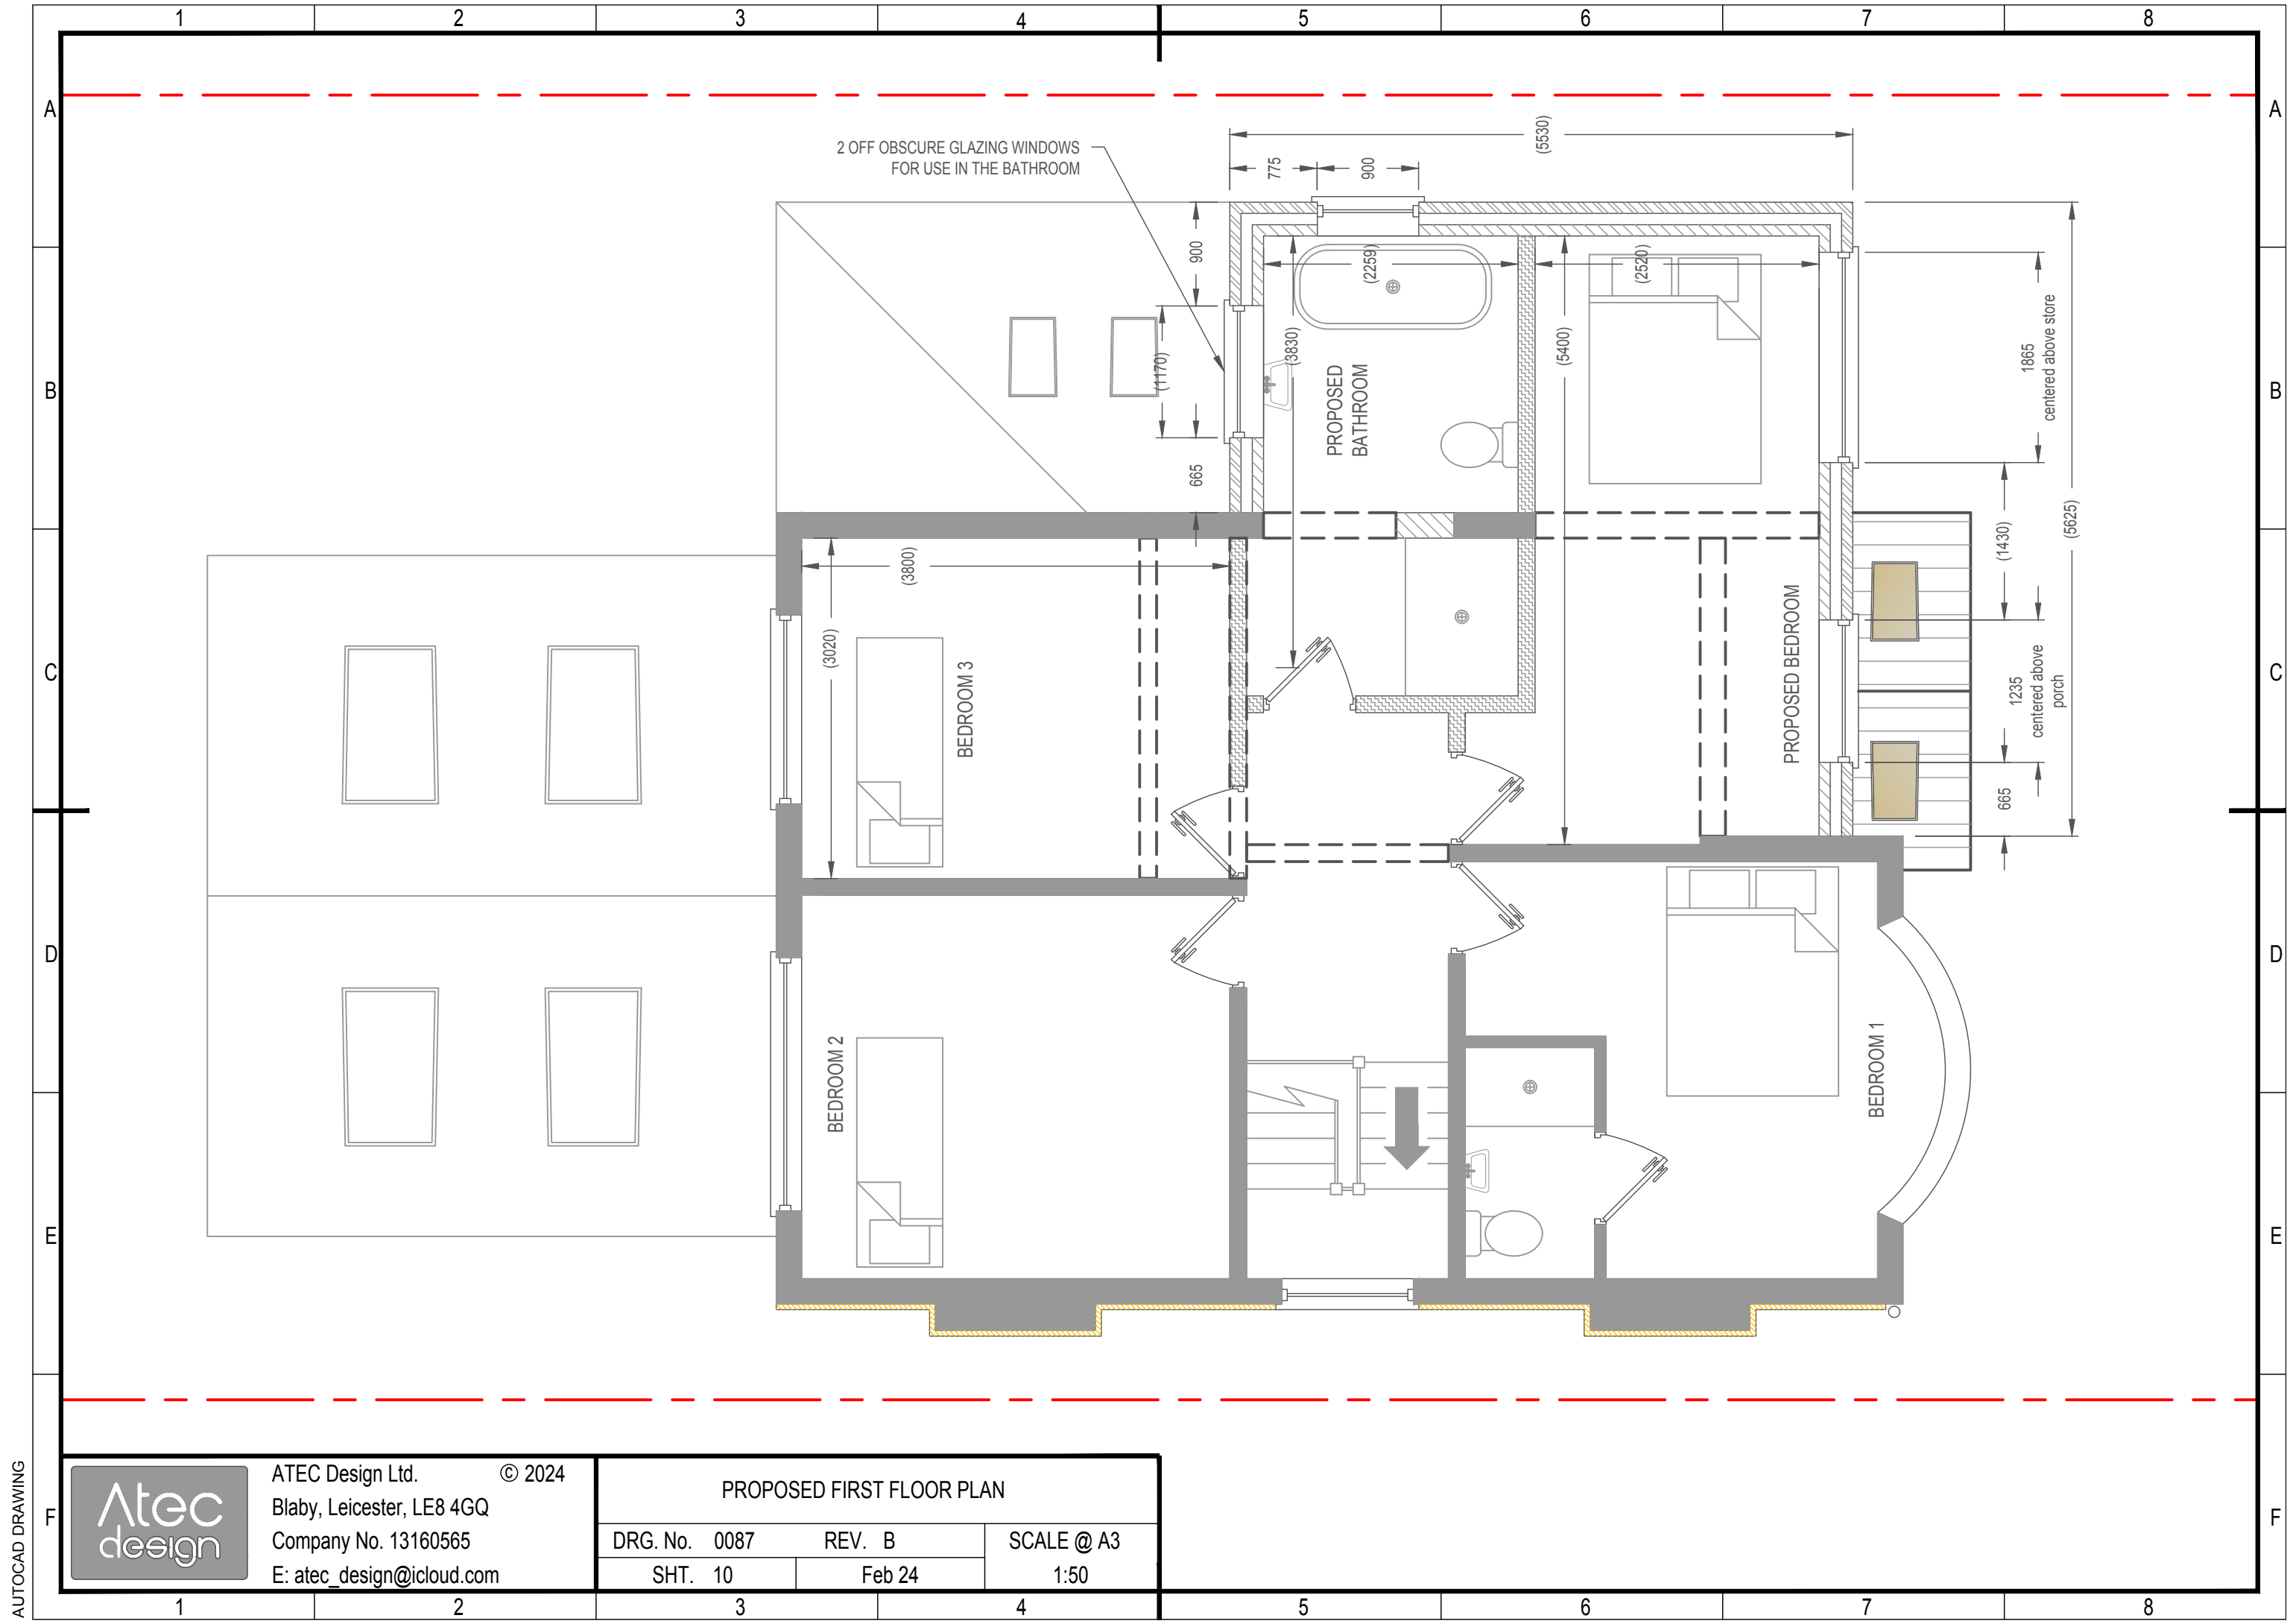 1 2 3 4 5 6 7 8
A A
B B
C C
D D
E E
F F
2 OFF OBSCURE GLAZING WINDOWS
FOR USE IN THE BATHROOM
(5530)
775
900
900
(1170)
665
(2259)
(2520)
(3830)
(5400)
PROPOSED
BATHROOM
1865
centered above store
(1430)
(5625)
1235
centered above
porch
665
PROPOSED BEDROOM
(3800)
(3020)
BEDROOM 3
BEDROOM 2
BEDROOM 1
AUTOCAD DRAWING
Atec
design
ATEC Design Ltd. © 2024
Blaby, Leicester, LE8 4GQ
Company No. 13160565
E: atec_design@icloud.com
PROPOSED FIRST FLOOR PLAN
DRG. No. 0087 REV. B
SCALE @ A3
SHT. 10 Feb 24
1:50
1 2 3 4 5 6 7 8